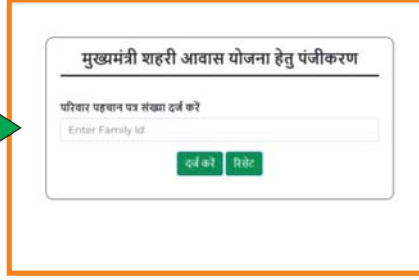 मुख्यमंत्री शहरी आवास योजना हेतु पंजीकरण
परिवार पहचान पत्र संख्या दर्ज करें
Enter Family Id
दर्ज करें रिसेट